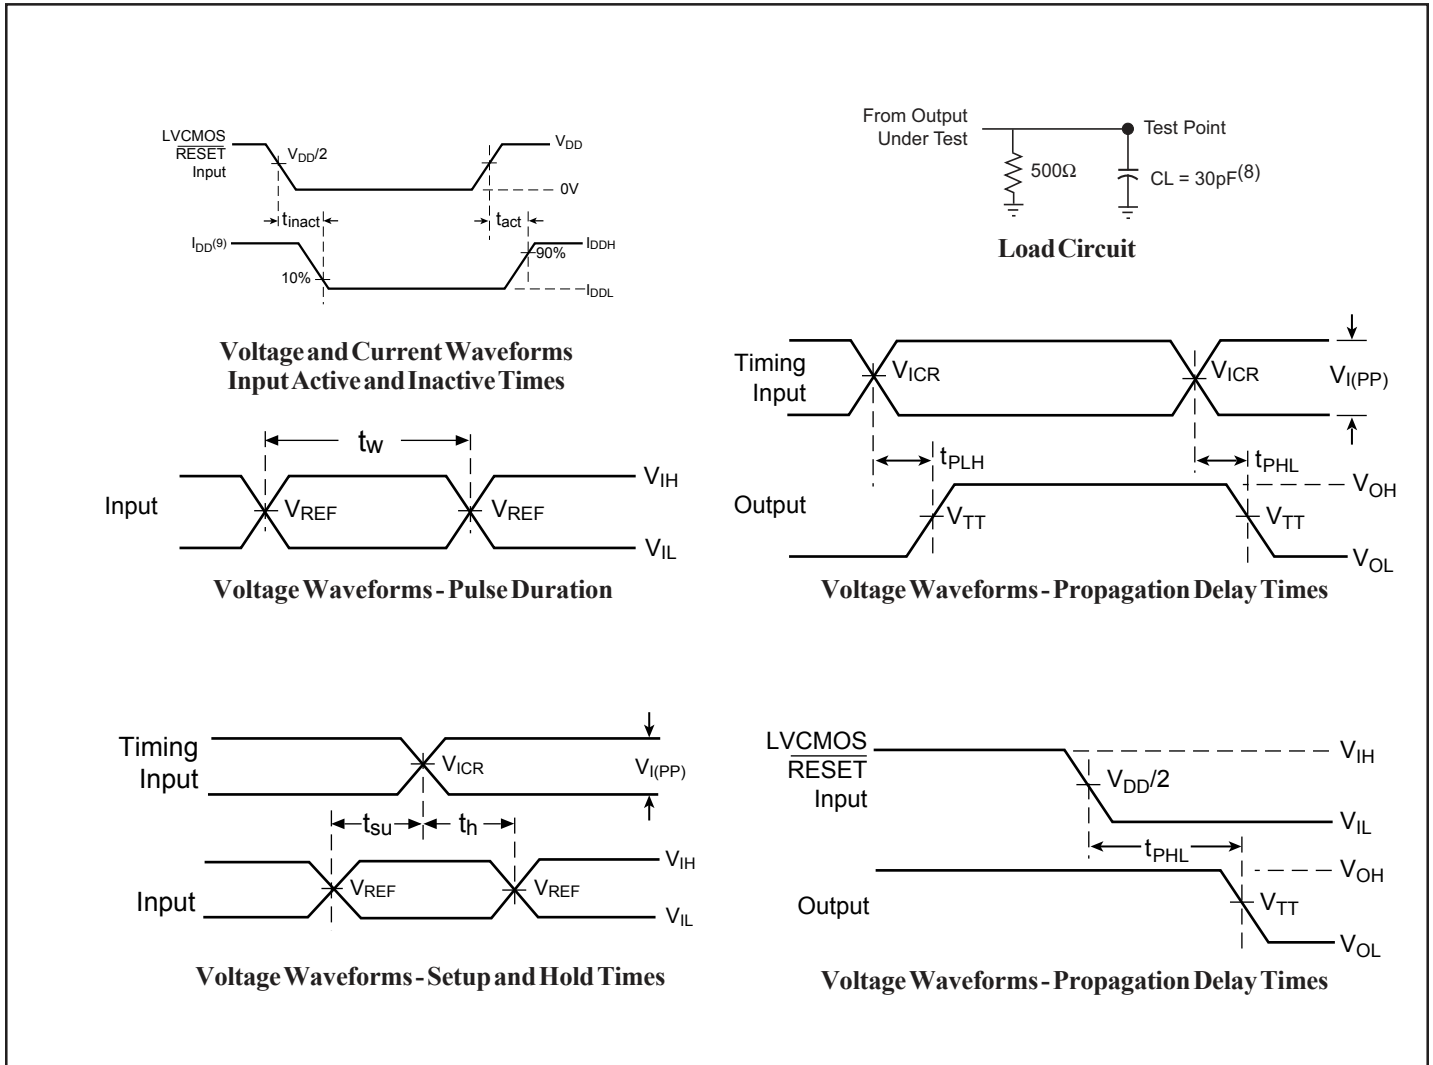 LVCMOS
RESET
Input
VDD/2
VDD
0V
tinact
tact
IDD(9)
IDDH
90%
10%
IDDL
Voltage and Current Waveforms
Input Active and Inactive Times
From Output
Under Test
Test Point
500Ω
CL = 30pF(8)
Load Circuit
tw
Input
VREF
VREF
VIH
VIL
Voltage Waveforms - Pulse Duration
Timing
Input
VICR
VICR
VI(PP)
tPLH
tPHL
Output
VTT
VTT
VOH
VOL
Voltage Waveforms - Propagation Delay Times
Timing
Input
VICR
VI(PP)
tsu
th
Input
VREF
VREF
VIH
VIL
Voltage Waveforms - Setup and Hold Times
LVCMOS
RESET
Input
VDD/2
VIH
VIL
tPHL
Output
VOH
VTT
VOL
Voltage Waveforms - Propagation Delay Times